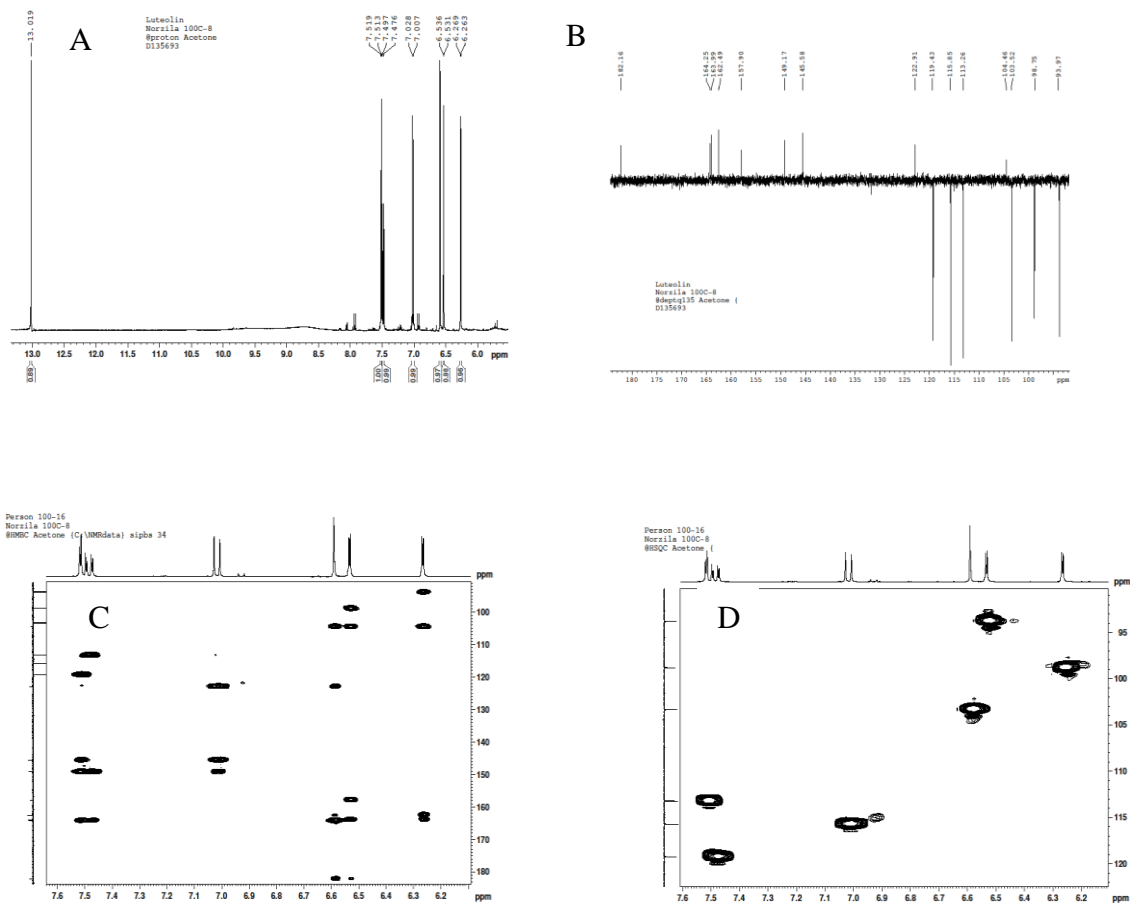 A
Luteolin
Norzila 100C-8
@proton Acetone
D135693
13.019
7.519
7.513
7.497
7.476
7.028
7.007
6.536
6.531
6.269
6.263
13.0 12.5 12.0 11.5 11.0 10.5 10.0 9.5 9.0 8.5 8.0 7.5 7.0 6.5 6.0 ppm
0.89
1.00
0.99
0.99
0.97
0.98
0.96
B
182.16
164.25
163.99
162.49
157.90
149.17
145.58
122.91
119.43
115.85
113.26
104.46
103.52
98.75
93.97
Luteolin
Norzila 100C-8
@deptq135 Acetone {
D135693
180 175 170 165 160 155 150 145 140 135 130 125 120 115 110 105 100 ppm
Person 100-16
Norzila 100C-8
@HMBC Acetone {C:\NMRdata} sipbs 34
ppm
C
100
110
120
130
140
150
160
170
180
7.6 7.5 7.4 7.3 7.2 7.1 7.0 6.9 6.8 6.7 6.6 6.5 6.4 6.3 6.2 ppm
Person 100-16
Norzila 100C-8
@HSQC Acetone {
ppm
D
95
100
105
110
115
120
7.6 7.5 7.4 7.3 7.2 7.1 7.0 6.9 6.8 6.7 6.6 6.5 6.4 6.3 6.2 ppm